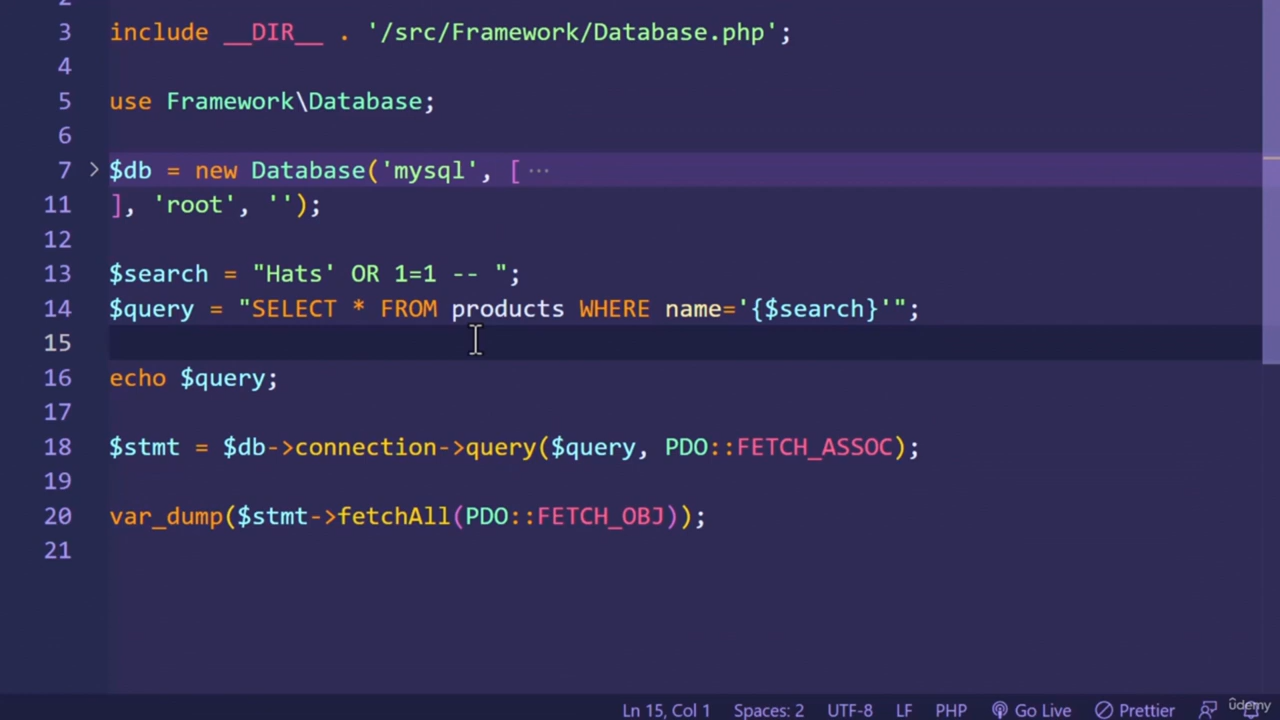 2
3 include __DIR__ . '/src/Framework/Database.php';
4
5 use Framework\Database;
6
7 $db = new Database('mysql', [ ···
11 ], 'root', '');
12
13 $search = "Hats' OR 1=1 -- ";
14 $query = "SELECT * FROM products WHERE name='{$search}'";
15
16 echo $query;
17
18 $stmt = $db->connection->query($query, PDO::FETCH_ASSOC);
19
20 var_dump($stmt->fetchAll(PDO::FETCH_OBJ));
21
Ln 15, Col 1 Spaces: 2 UTF-8 LF PHP Go Live Prettier
udemy